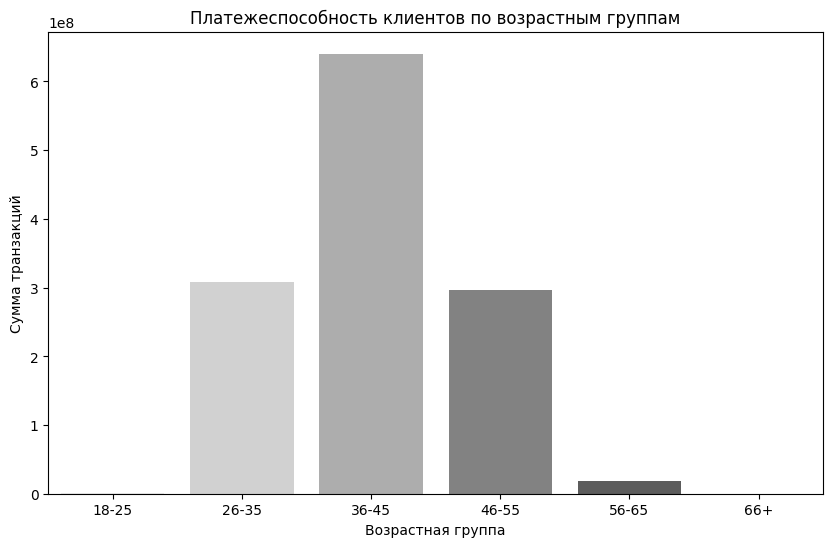 Платежеспособность клиентов по возрастным группам
1e8
6
5
4
3
2
1
0
Сумма транзакций
18-25 26-35 36-45 46-55 56-65 66+
Возрастная группа